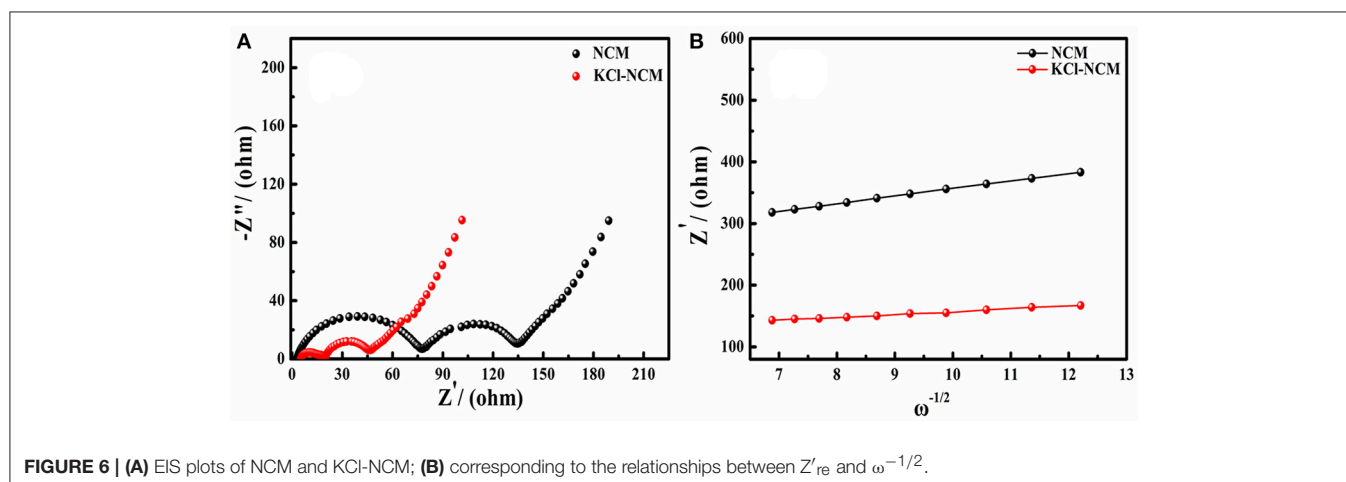 A
NCM
KCl-NCM
200
160
120
80
40
0
-Z''/ (ohm)
0 30 60 90 120 150 180 210
Z'/ (ohm)
B
NCM
KCl-NCM
600
500
400
300
200
100
Z'/ (ohm)
7 8 9 10 11 12 13
ω-1/2
FIGURE 6 | (A) EIS plots of NCM and KCl-NCM; (B) corresponding to the relationships between Z′re and ω−1/2.